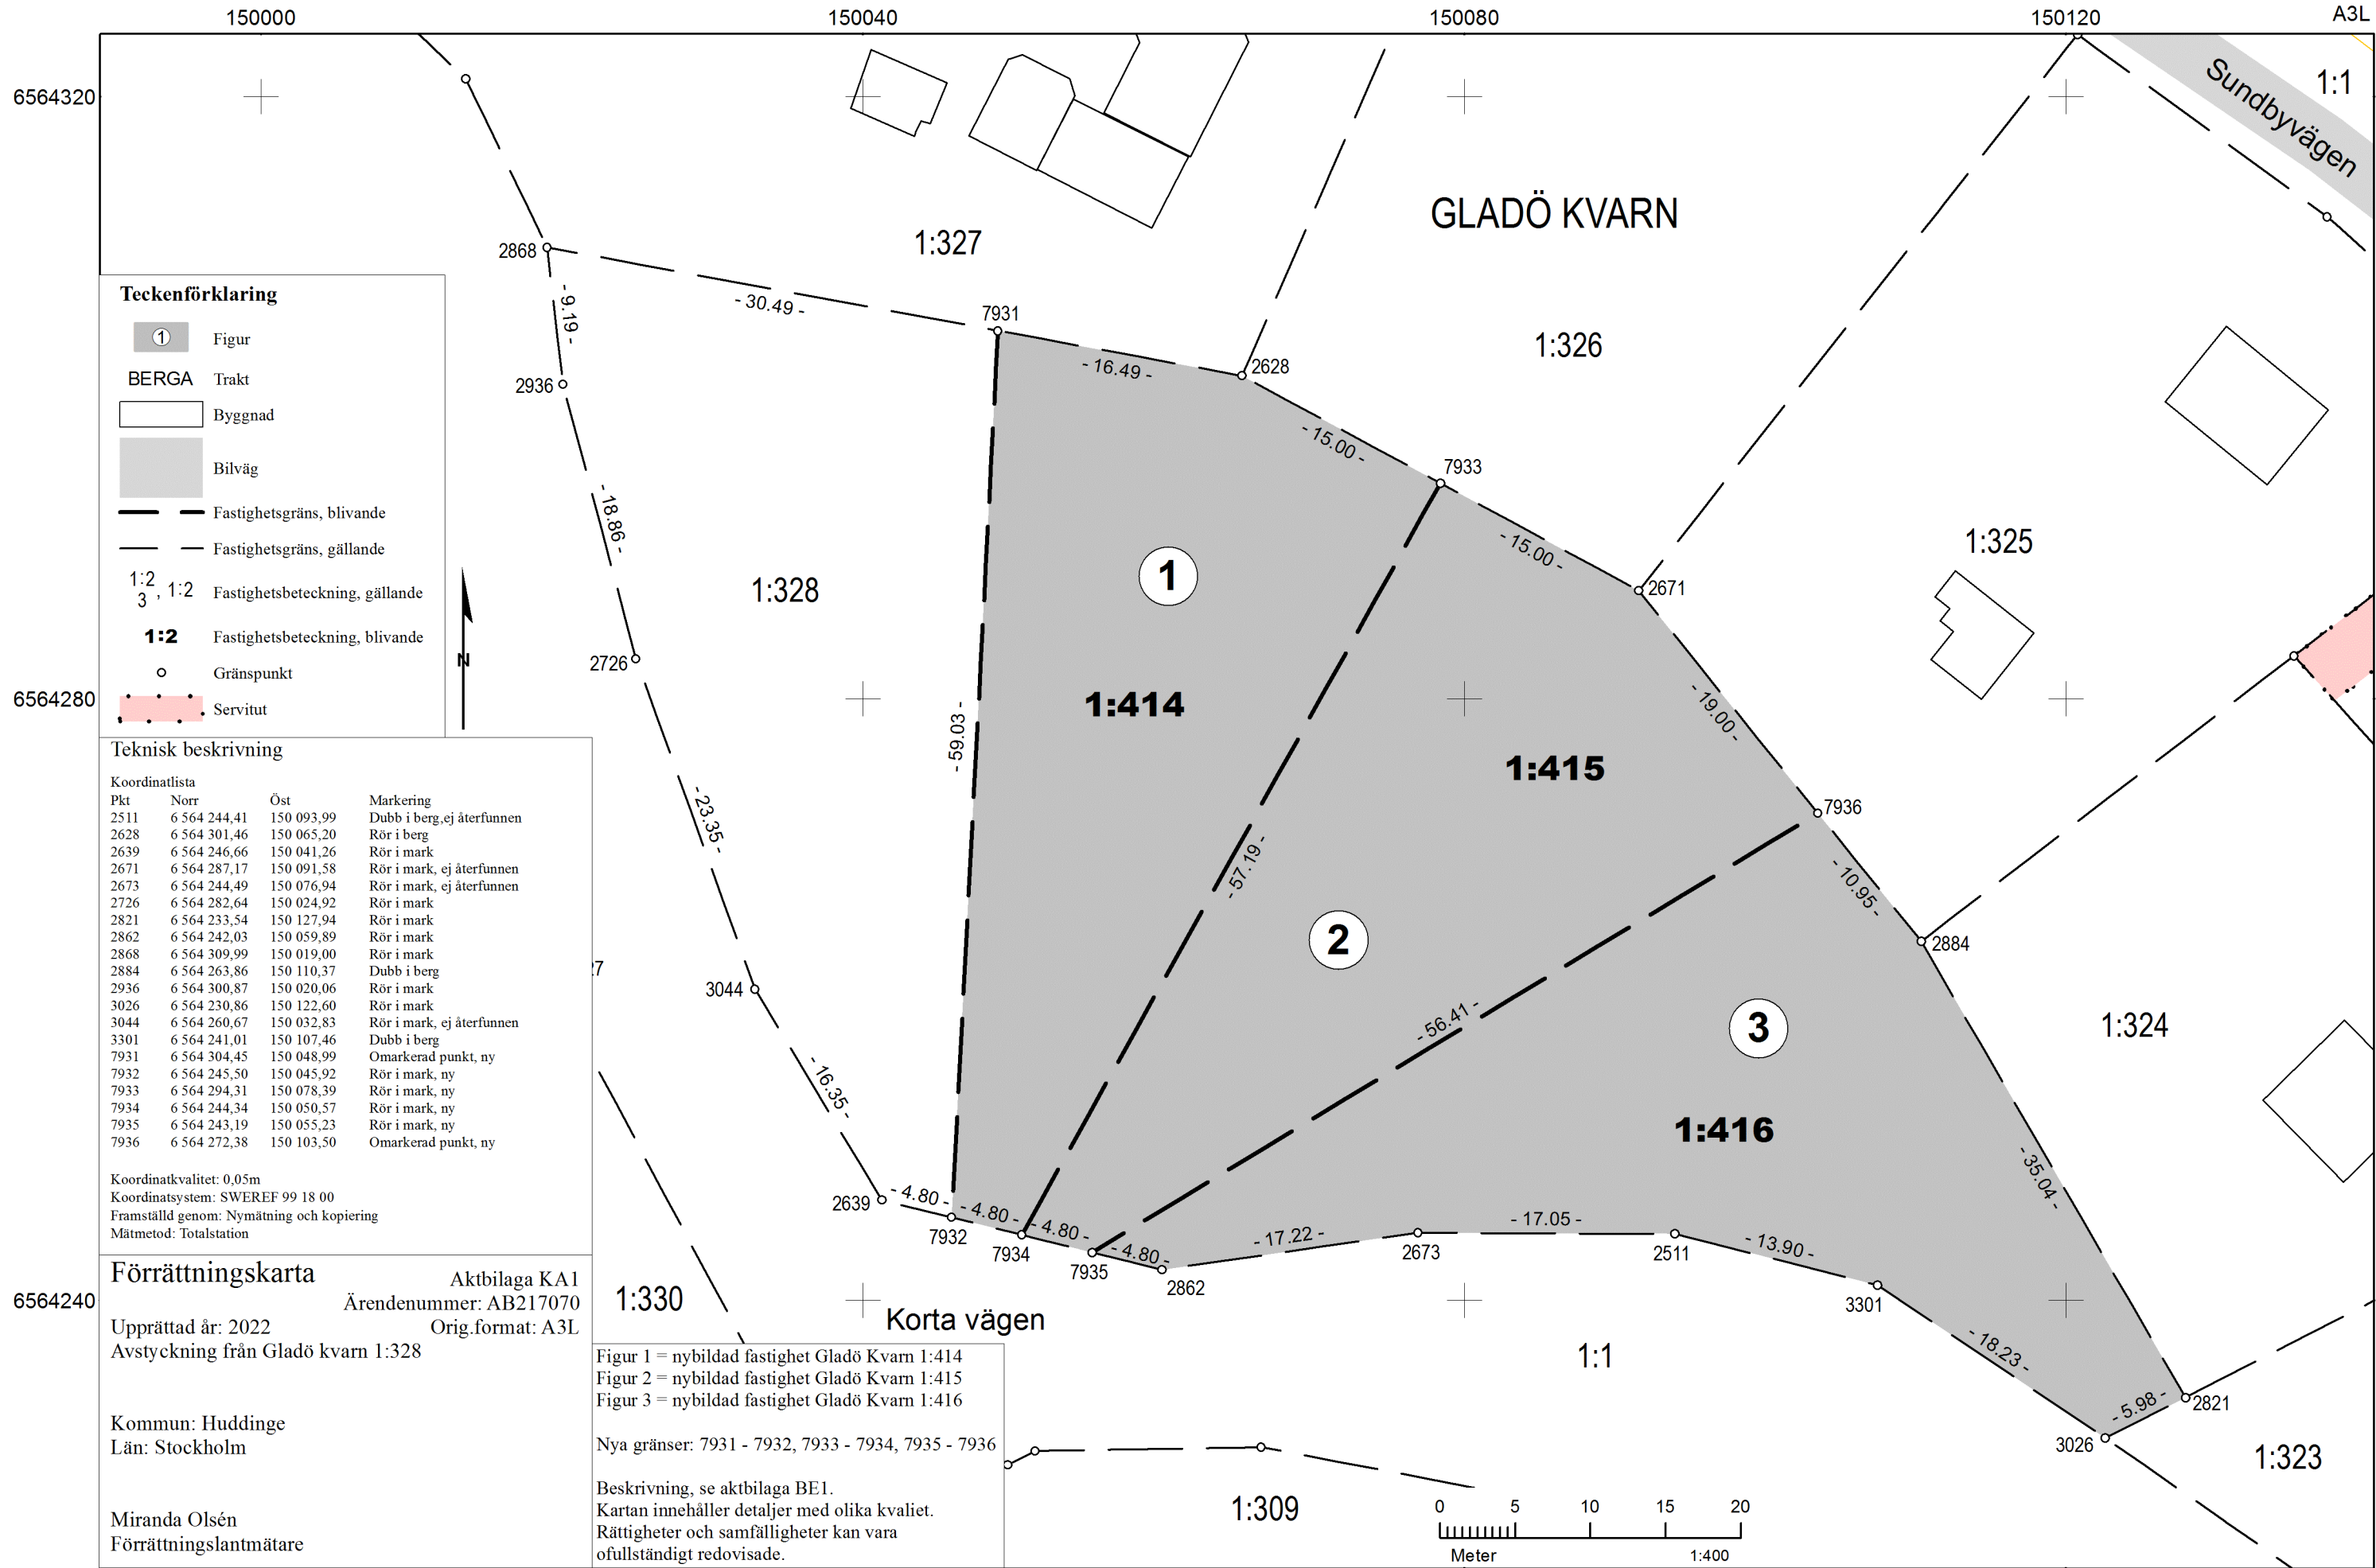 150000 150040 150080 150120 A3L
6564320
Sundbyvägen
1:1
GLADÖ KVARN
1:327
2868
- 9.19 -
- 30.49 -
7931
- 16.49 -
2628
1:326
2936
- 15.00 -
7933
- 18.86 -
- 15.00 -
1:325
1
1:328
2671
2726
6564280
1:414
- 59.03 -
- 19.00 -
1:415
- 23.35 -
7936
- 57.19 -
- 10.95 -
2
2884
3044
- 56.41 -
3
1:324
- 16.35 -
1:416
- 35.04 -
2639
- 4.80 -
7932
- 4.80 -
7934
- 4.80 -
7935
- 4.80 -
2862
- 17.22 -
2673
- 17.05 -
2511
- 13.90 -
3301
6564240
1:330
Korta vägen
- 18.23 -
1:1
- 5.98 -
2821
3026
1:323
1:309
Teckenförklaring
1 Figur
BERGA Trakt
Byggnad
Bilväg
Fastighetsgräns, blivande
Fastighetsgräns, gällande
1:2
3 , 1:2 Fastighetsbeteckning, gällande
1:2 Fastighetsbeteckning, blivande
Gränspunkt
Servitut
N
Teknisk beskrivning
Koordinatlista
Pkt Norr Öst Markering
2511 6 564 244,41 150 093,99 Dubb i berg,ej återfunnen
2628 6 564 301,46 150 065,20 Rör i berg
2639 6 564 246,66 150 041,26 Rör i mark
2671 6 564 287,17 150 091,58 Rör i mark, ej återfunnen
2673 6 564 244,49 150 076,94 Rör i mark, ej återfunnen
2726 6 564 282,64 150 024,92 Rör i mark
2821 6 564 233,54 150 127,94 Rör i mark
2862 6 564 242,03 150 059,89 Rör i mark
2868 6 564 309,99 150 019,00 Rör i mark
2884 6 564 263,86 150 110,37 Dubb i berg
2936 6 564 300,87 150 020,06 Rör i mark
3026 6 564 230,86 150 122,60 Rör i mark
3044 6 564 260,67 150 032,83 Rör i mark, ej återfunnen
3301 6 564 241,01 150 107,46 Dubb i berg
7931 6 564 304,45 150 048,99 Omarkerad punkt, ny
7932 6 564 245,50 150 045,92 Rör i mark, ny
7933 6 564 294,31 150 078,39 Rör i mark, ny
7934 6 564 244,34 150 050,57 Rör i mark, ny
7935 6 564 243,19 150 055,23 Rör i mark, ny
7936 6 564 272,38 150 103,50 Omarkerad punkt, ny
Koordinatkvalitet: 0,05m
Koordinatsystem: SWEREF 99 18 00
Framställd genom: Nymätning och kopiering
Mätmetod: Totalstation
Förrättningskarta
Aktbilaga KA1
Ärendenummer: AB217070
Upprättad år: 2022 Orig.format: A3L
Avstyckning från Gladö kvarn 1:328
Kommun: Huddinge
Län: Stockholm
Miranda Olsén
Förrättningslantmätare
Figur 1 = nybildad fastighet Gladö Kvarn 1:414
Figur 2 = nybildad fastighet Gladö Kvarn 1:415
Figur 3 = nybildad fastighet Gladö Kvarn 1:416
Nya gränser: 7931 - 7932, 7933 - 7934, 7935 - 7936
Beskrivning, se aktbilaga BE1.
Kartan innehåller detaljer med olika kvaliet.
Rättigheter och samfälligheter kan vara
ofullständigt redovisade.
0 5 10 15 20
Meter 1:400